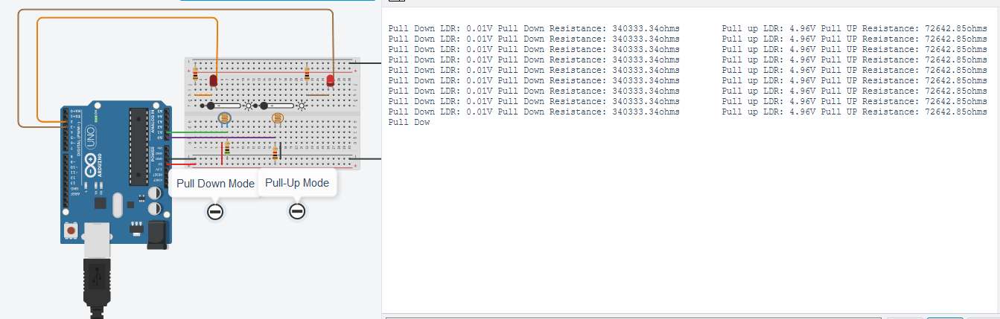 Pull Down LDR: 0.01V Pull Down Resistance: 340333.34ohms Pull up LDR: 4.96V Pull UP Resistance: 72642.85ohms
Pull Down LDR: 0.01V Pull Down Resistance: 340333.34ohms Pull up LDR: 4.96V Pull UP Resistance: 72642.85ohms
Pull Down LDR: 0.01V Pull Down Resistance: 340333.34ohms Pull up LDR: 4.96V Pull UP Resistance: 72642.85ohms
Pull Down LDR: 0.01V Pull Down Resistance: 340333.34ohms Pull up LDR: 4.96V Pull UP Resistance: 72642.85ohms
Pull Down LDR: 0.01V Pull Down Resistance: 340333.34ohms Pull up LDR: 4.96V Pull UP Resistance: 72642.85ohms
Pull Down LDR: 0.01V Pull Down Resistance: 340333.34ohms Pull up LDR: 4.96V Pull UP Resistance: 72642.85ohms
Pull Down LDR: 0.01V Pull Down Resistance: 340333.34ohms Pull up LDR: 4.96V Pull UP Resistance: 72642.85ohms
Pull Down LDR: 0.01V Pull Down Resistance: 340333.34ohms Pull up LDR: 4.96V Pull UP Resistance: 72642.85ohms
Pull Down LDR: 0.01V Pull Down Resistance: 340333.34ohms Pull up LDR: 4.96V Pull UP Resistance: 72642.85ohms
Pull Dow
UNO
ARDUINO
ANALOG IN
POWER
DIGITAL (PWM~)
Pull Down Mode
Pull-Up Mode